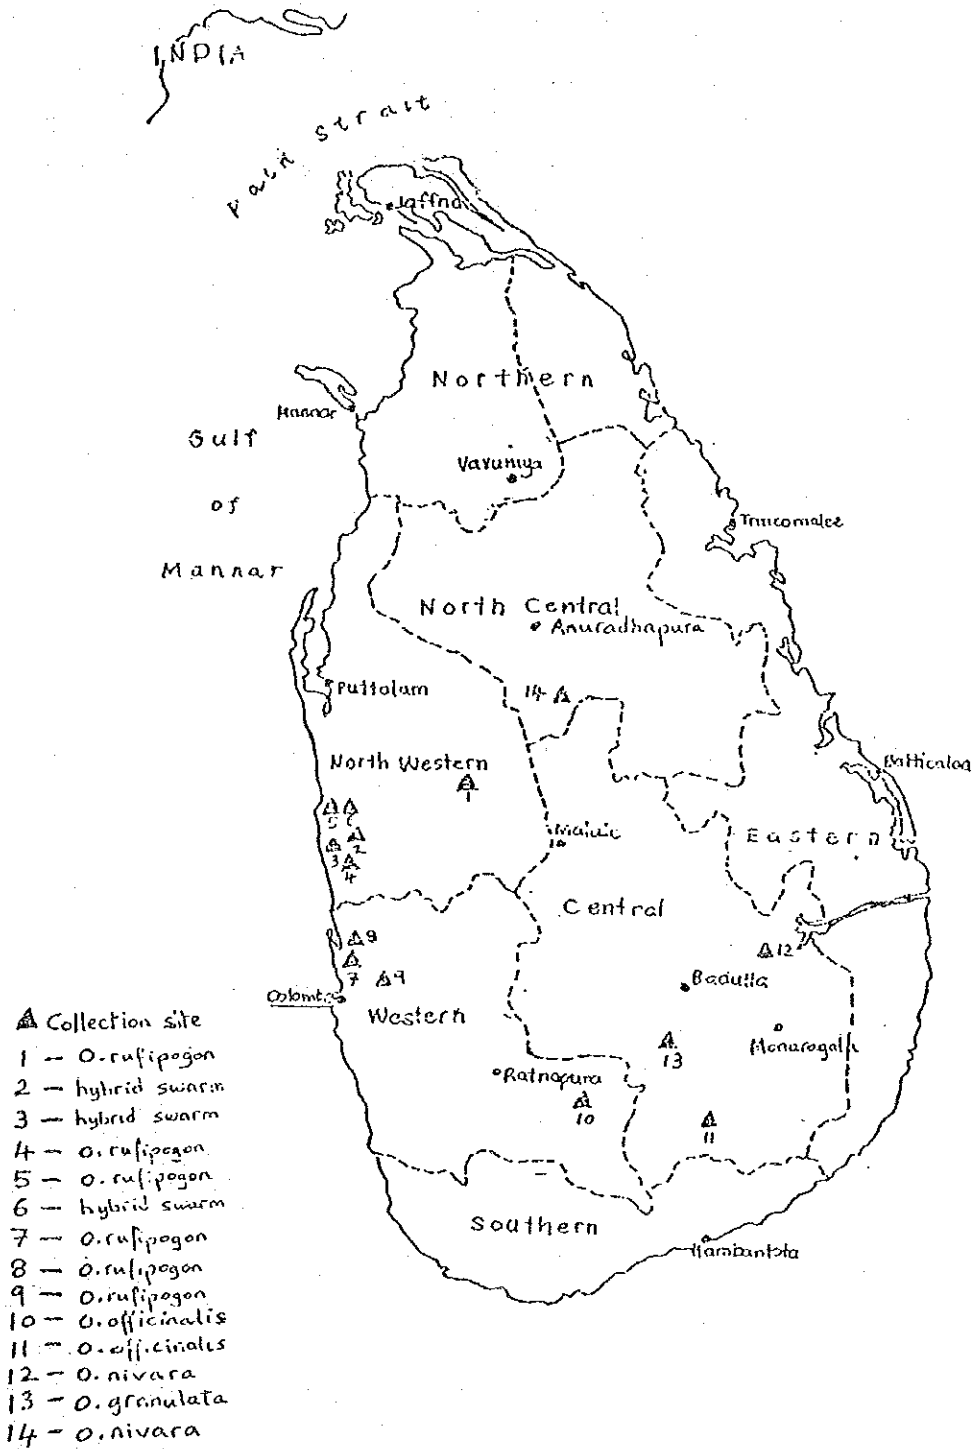 INDIA
Palk Strait
Jaffna
Northern
Mannar
Gulf
of
Mannar
Vavuniya
Trincomalee
North Central
Anuradhapura
Puttalam
14
North Western
1
Batticaloa
5
2
3
4
Eastern
Central
8
7
9
12
Badulla
Colombo
Western
13
Monaragala
Ratnapura
10
11
Southern
Hambantota
Collection site
1 - O. rufipogon
2 - hybrid swarm
3 - hybrid swarm
4 - O. rufipogon
5 - O. rufipogon
6 - hybrid swarm
7 - O. rufipogon
8 - O. rufipogon
9 - O. rufipogon
10 - O. officinalis
11 - O. officinalis
12 - O. nivara
13 - O. granulata
14 - O. nivara